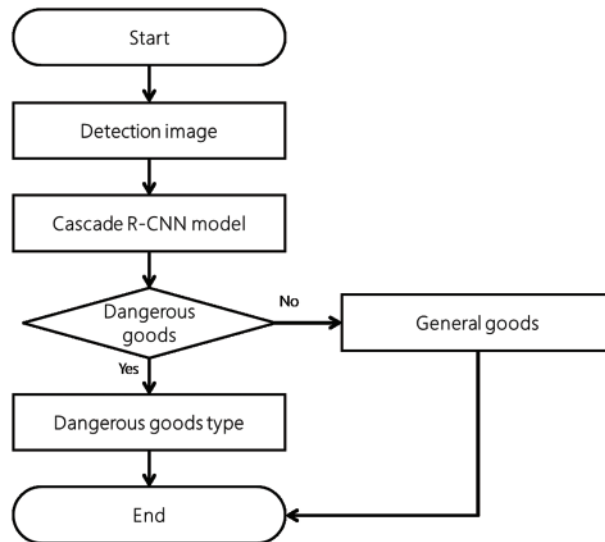 Start
Detection image
Cascade R-CNN model
Dangerous
goods
No
General goods
Yes
Dangerous goods type
End